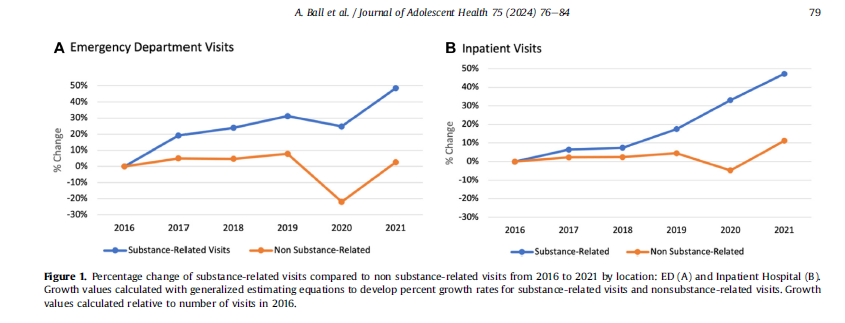 A. Ball et al. / Journal of Adolescent Health 75 (2024) 76–84
79
A Emergency Department Visits
50%
40%
30%
20%
10%
0%
-10%
-20%
-30%
% Change
2016 2017 2018 2019 2020 2021
Substance-Related Visits Non Substance-Related
B Inpatient Visits
50%
40%
30%
20%
10%
0%
-10%
-20%
-30%
% Change
2016 2017 2018 2019 2020 2021
Substance-Related Non Substance-Related
Figure 1. Percentage change of substance-related visits compared to non substance-related visits from 2016 to 2021 by location: ED (A) and Inpatient Hospital (B).
Growth values calculated with generalized estimating equations to develop percent growth rates for substance-related visits and nonsubstance-related visits. Growth
values calculated relative to number of visits in 2016.